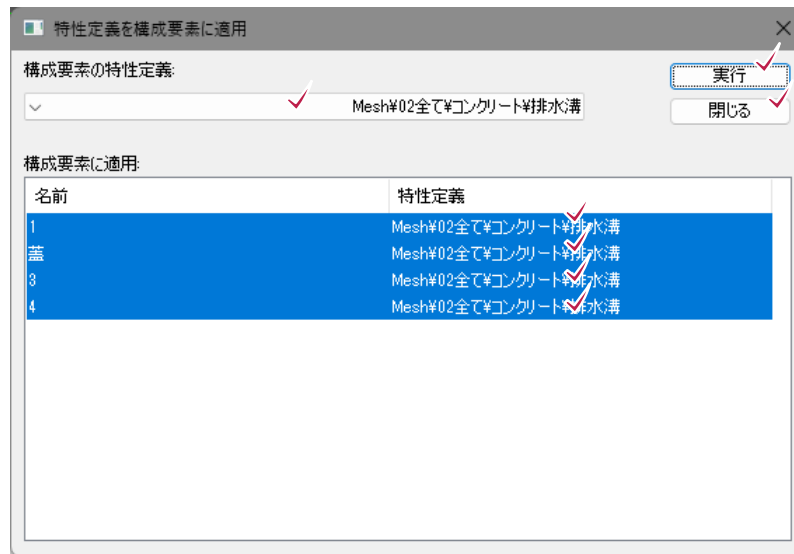 特性定義を構成要素に適用
構成要素の特性定義:
実行
Mesh¥02全て¥コンクリート¥排水溝
閉じる
構成要素に適用:
名前 特性定義
1 Mesh¥02全て¥コンクリート¥排水溝
蓋 Mesh¥02全て¥コンクリート¥排水溝
3 Mesh¥02全て¥コンクリート¥排水溝
4 Mesh¥02全て¥コンクリート¥排水溝